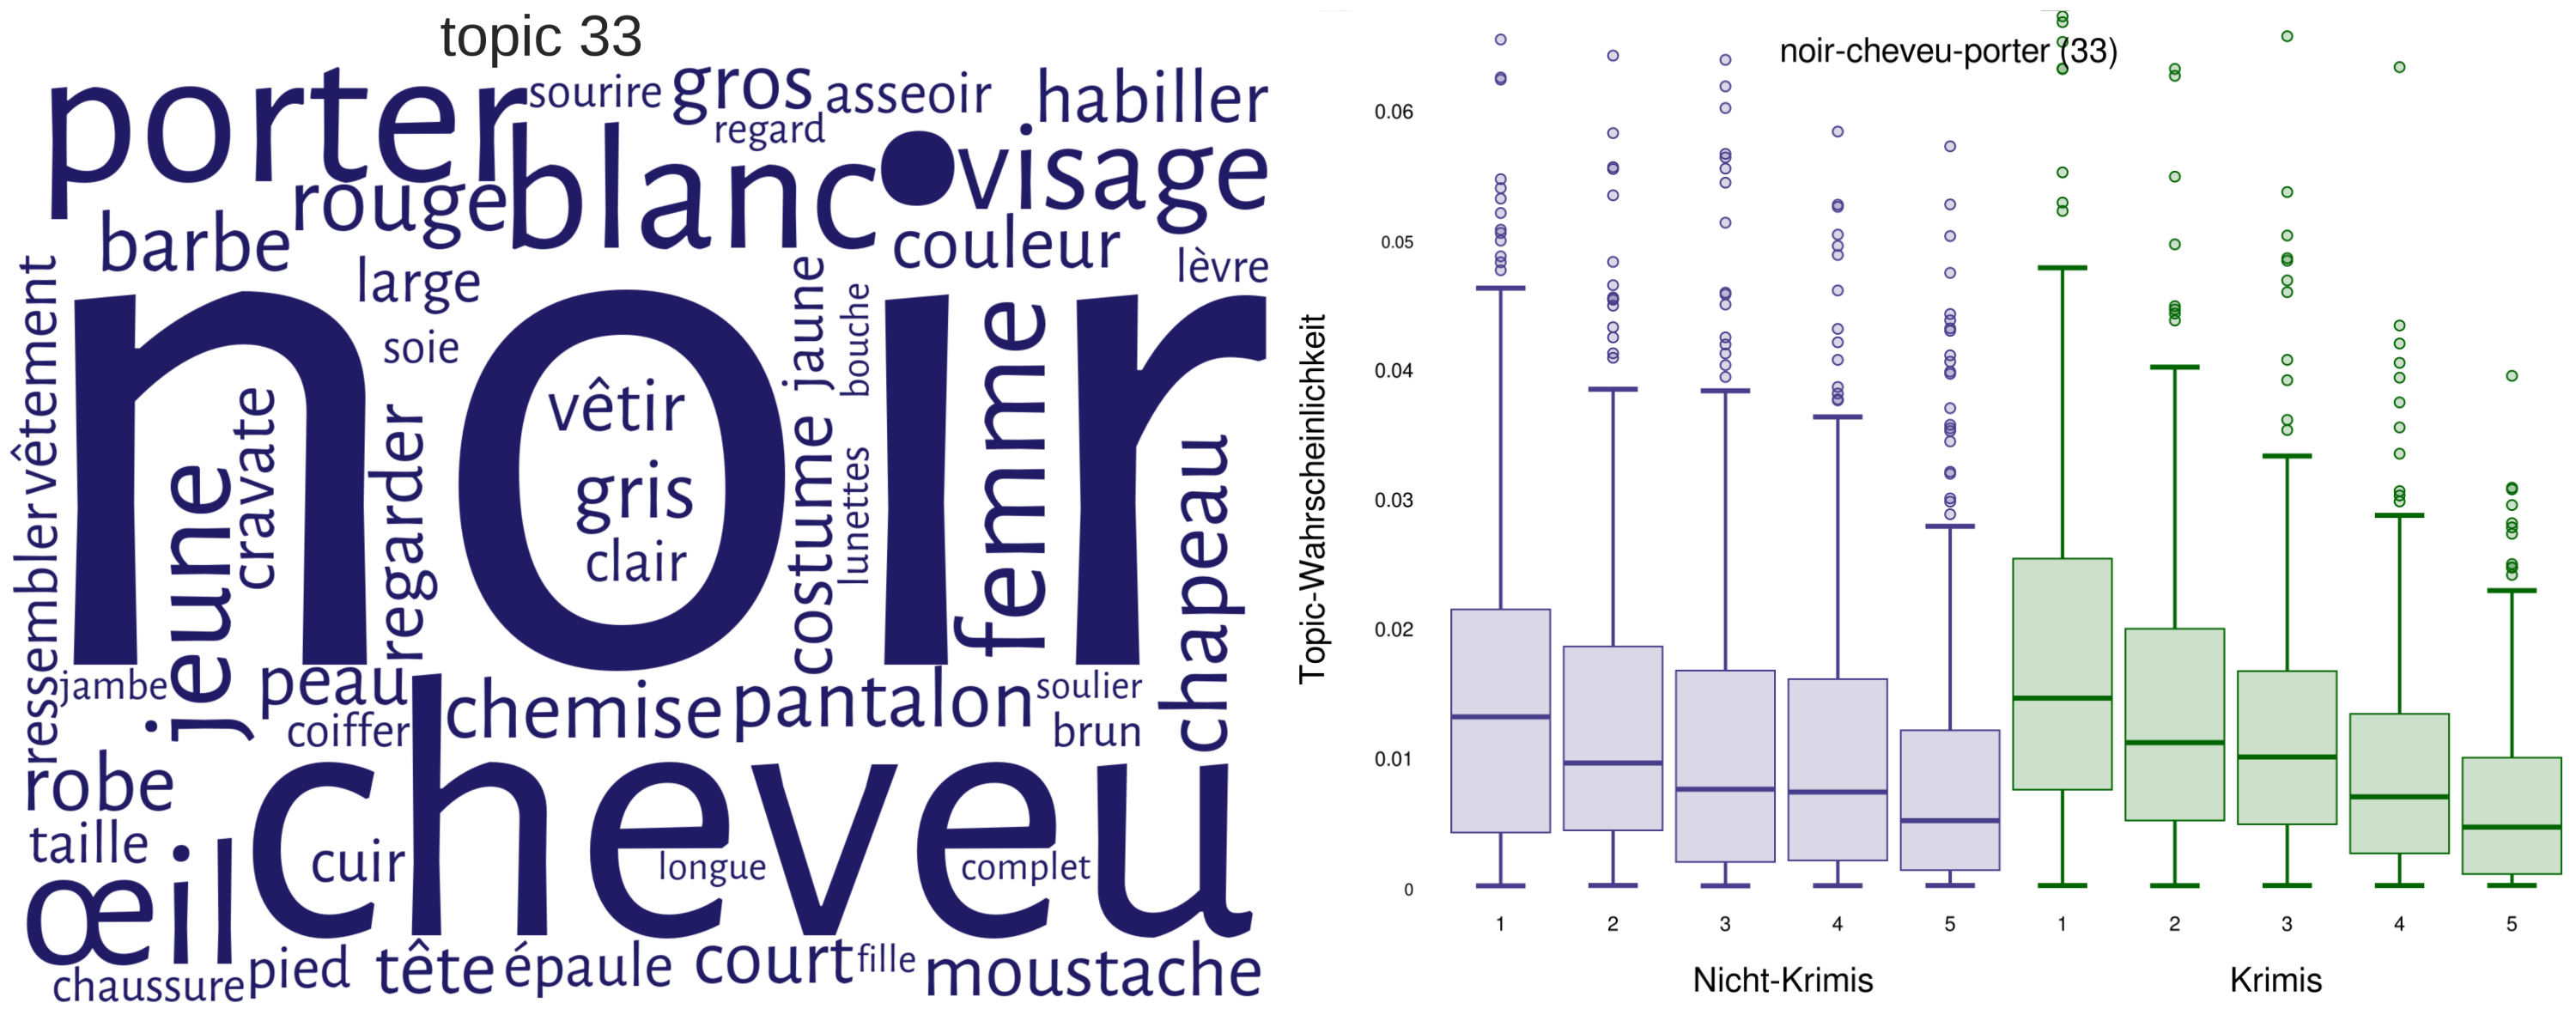 topic 33
porter sourire gros asseoir habiller
regard
rouge blanc visage
barbe couleur
large lèvre
vêtement noir jaune bouche femme
soie
vêtir
cravate regarder gris costume lunettes chapeau
jeune clair
ressembler
jambe peau chemise pantalon soulier
coiffer brun
robe cheveu
taille cuir longue complet
œil
chaussure pied tête épaule court fille moustache
noir-cheveu-porter (33)
Topic-Wahrscheinlichkeit
0.06
0.05
0.04
0.03
0.02
0.01
0
1 2 3 4 5 1 2 3 4 5
Nicht-Krimis Krimis